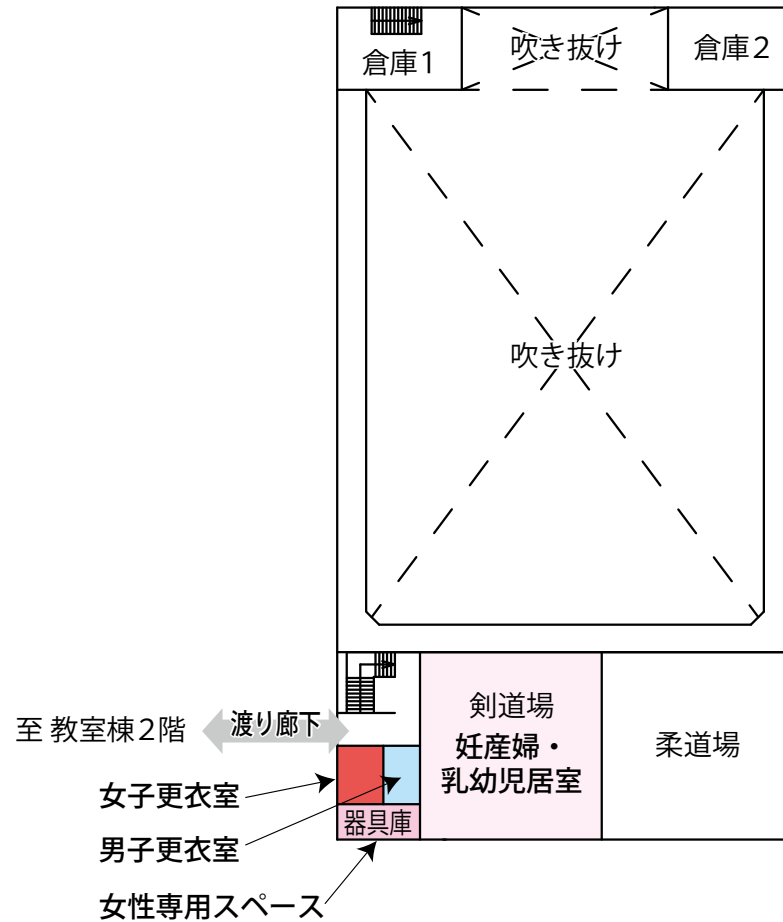 倉庫1
吹き抜け
倉庫2
吹き抜け
至 教室棟2階
渡り廊下
剣道場
妊産婦・
乳幼児居室
柔道場
女子更衣室
器具庫
男子更衣室
女性専用スペース